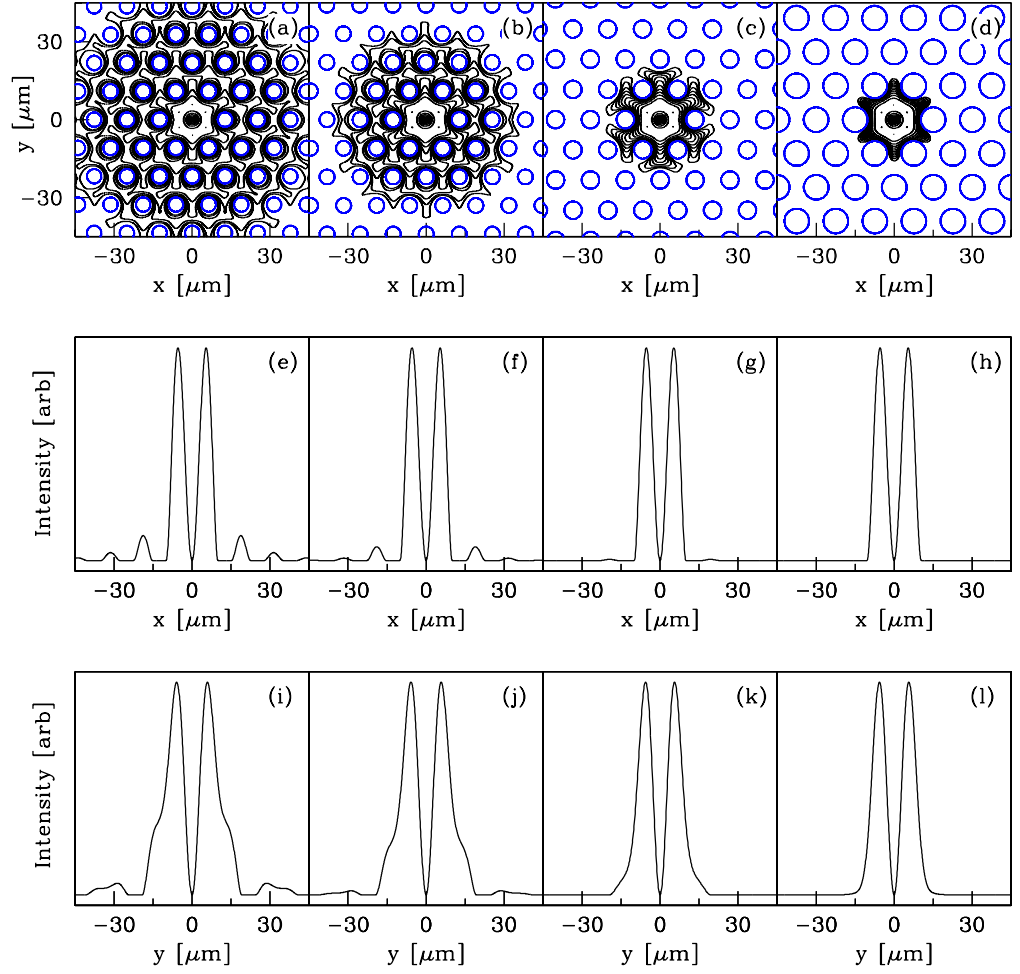 (a) (b) (c) (d)
30
0
−30
y [μm]
−30 0 30 −30 0 30 −30 0 30 −30 0 30
x [μm] x [μm] x [μm] x [μm]
(e) (f) (g) (h)
Intensity [arb]
−30 0 30 −30 0 30 −30 0 30 −30 0 30
x [μm] x [μm] x [μm] x [μm]
(i) (j) (k) (l)
Intensity [arb]
−30 0 30 −30 0 30 −30 0 30 −30 0 30
y [μm] y [μm] y [μm] y [μm]